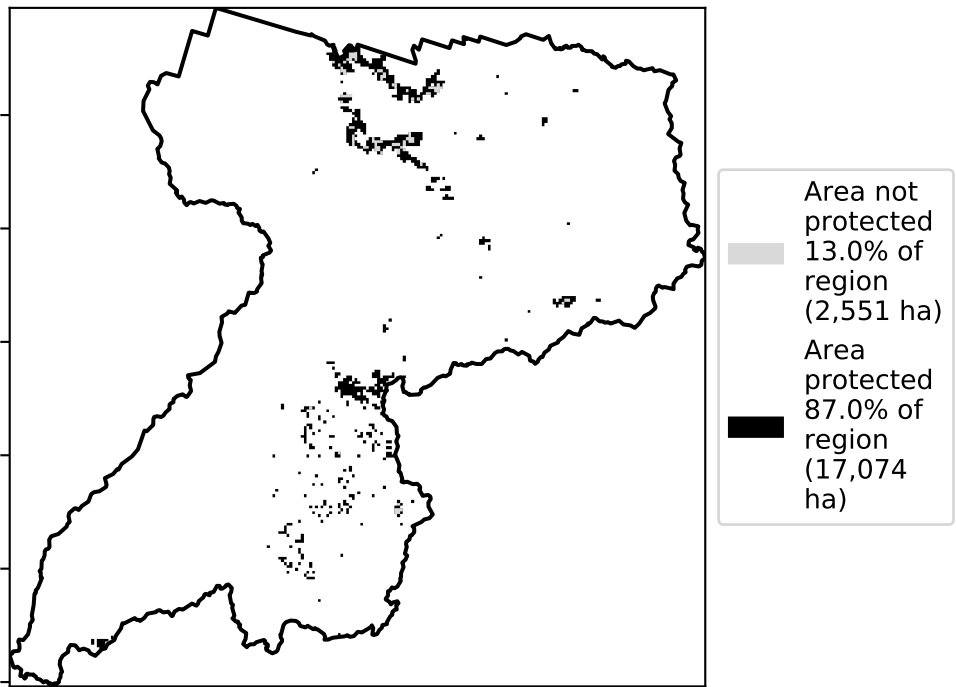 Area not
protected
13.0% of
region
(2,551 ha)
Area
protected
87.0% of
region
(17,074
ha)